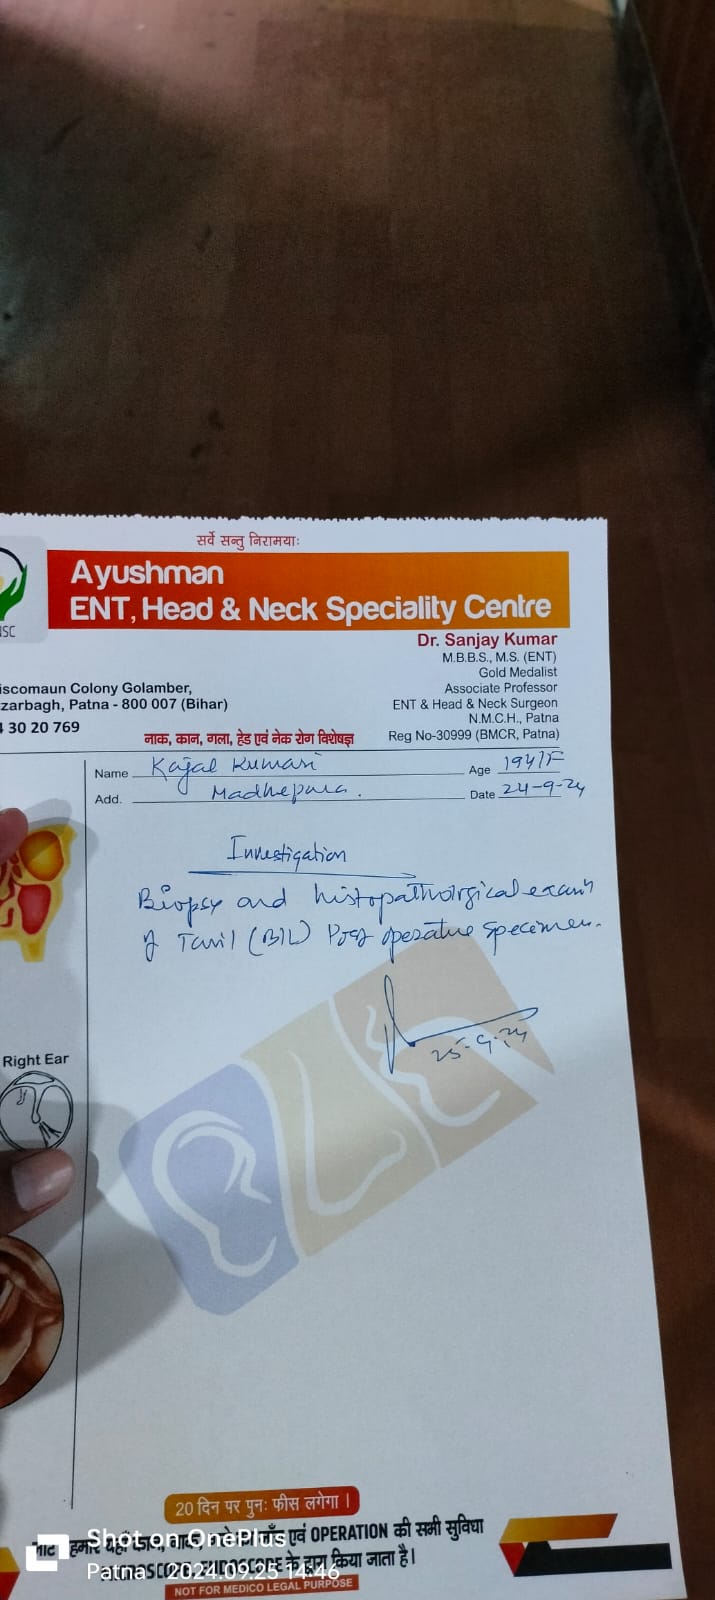 सर्वे सन्तु निरामयाः
Ayushman
ENT, Head & Neck Speciality Centre
NSC
Dr. Sanjay Kumar
M.B.B.S., M.S. (ENT)
Gold Medalist
Associate Professor
ENT & Head & Neck Surgeon
N.M.C.H., Patna
Reg No-30999 (BMCR, Patna)
iscomaun Colony Golamber,
zarbagh, Patna - 800 007 (Bihar)
30 20 769
नाक, कान, गला, हेड एवं नेक रोग विशेषज्ञ
Name Kajal Kumari Age 19Y/F
Add. Madhepura. Date 24-9-24
Investigation
Biopsy and histopathological
of (B/L) Post operative specimen.
25-9-24
Right Ear
20 दिन पर पुनः फीस लगेगा ।
हमारे यहाँ एवं OPERATION की सभी सुविधा
के द्वारा किया जाता है।
NOT FOR MEDICO LEGAL PURPOSE
Shot on OnePlus
Patna 2024.09.25 14:46